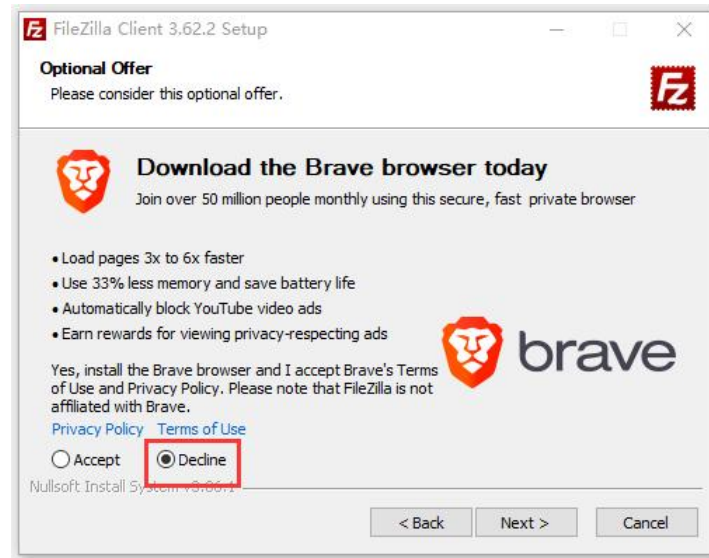 FileZilla Client 3.62.2 Setup
Optional Offer
Please consider this optional offer.
Fz
Download the Brave browser today
Join over 50 million people monthly using this secure, fast private browser
• Load pages 3x to 6x faster
• Use 33% less memory and save battery life
• Automatically block YouTube video ads
• Earn rewards for viewing privacy-respecting ads
brave
Yes, install the Brave browser and I accept Brave's Terms
of Use and Privacy Policy. Please note that FileZilla is not
affiliated with Brave.
Privacy Policy Terms of Use
Accept Decline
Nullsoft Install System
< Back Next > Cancel